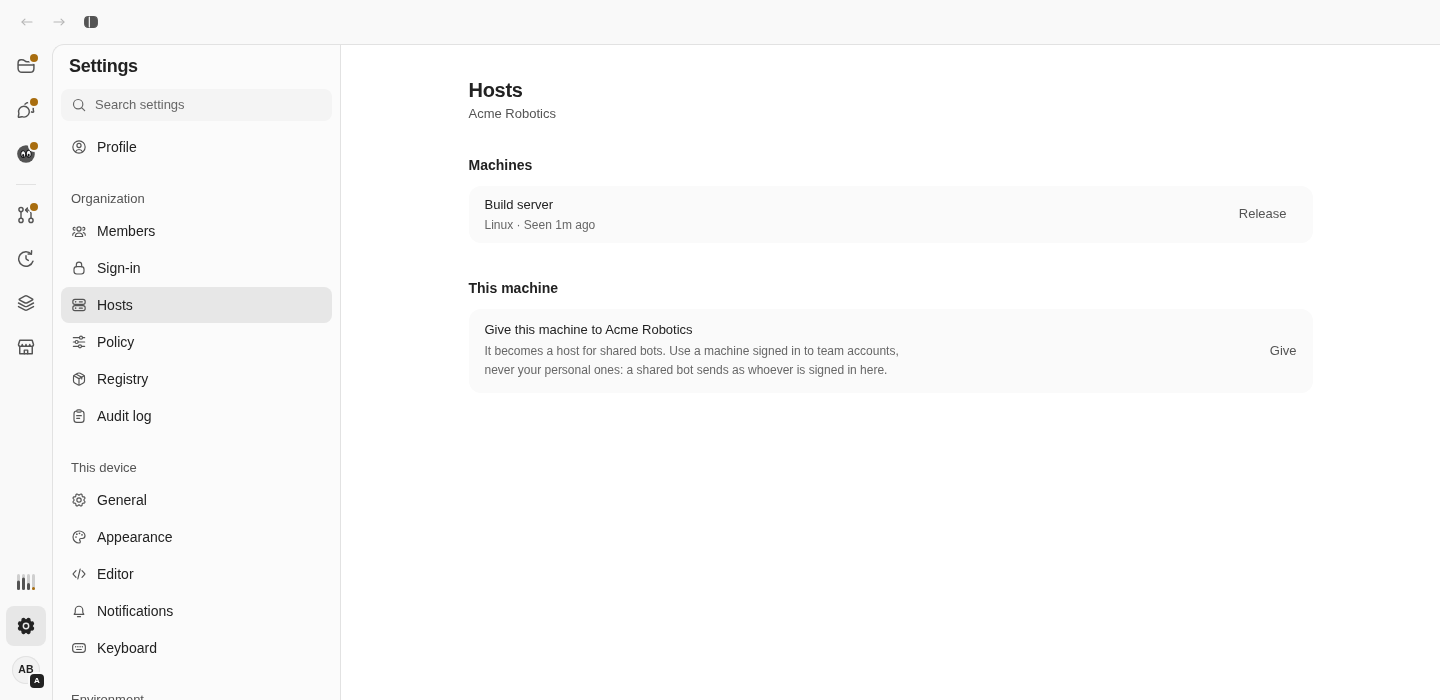 Settings
Search settings
Profile
Organization
Members
Sign-in
Hosts
Policy
Registry
Audit log
This device
General
Appearance
Editor
Notifications
Keyboard
Environment
AB
A
Hosts
Acme Robotics
Machines
Build server
Linux · Seen 1m ago
Release
This machine
Give this machine to Acme Robotics
It becomes a host for shared bots. Use a machine signed in to team accounts,
never your personal ones: a shared bot sends as whoever is signed in here.
Give